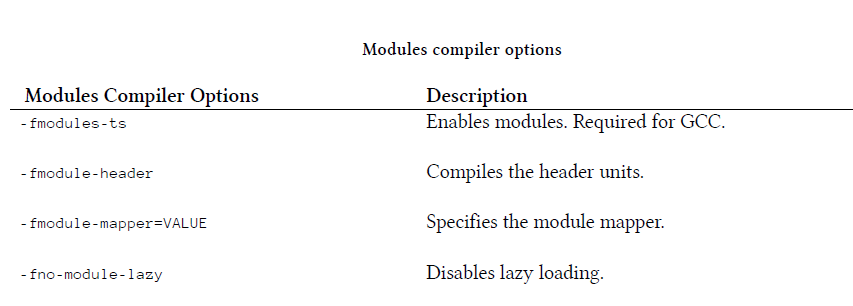 Modules compiler options
Modules Compiler Options Description
-fmodules-ts Enables modules. Required for GCC.
-fmodule-header Compiles the header units.
-fmodule-mapper=VALUE Specifies the module mapper.
-fno-module-lazy Disables lazy loading.